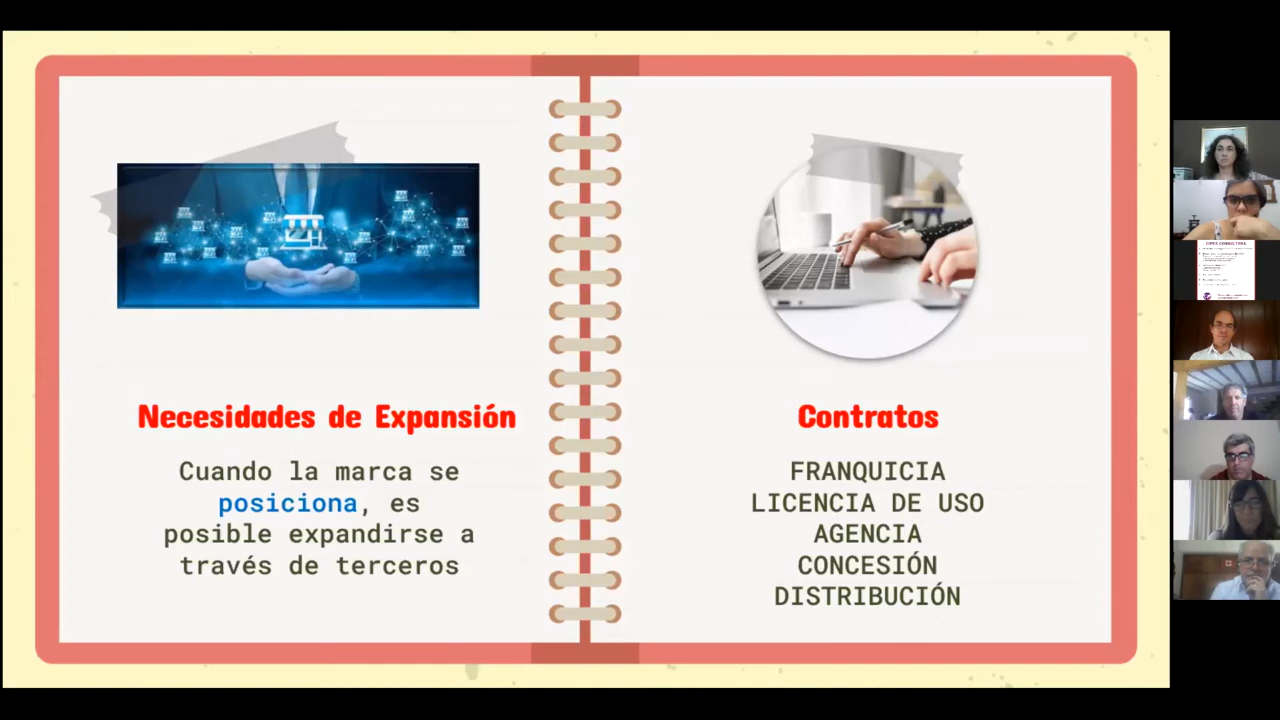 Necesidades de Expansión
Cuando la marca se
posiciona, es
posible expandirse a
través de terceros
Contratos
FRANQUICIA
LICENCIA DE USO
AGENCIA
CONCESIÓN
DISTRIBUCIÓN